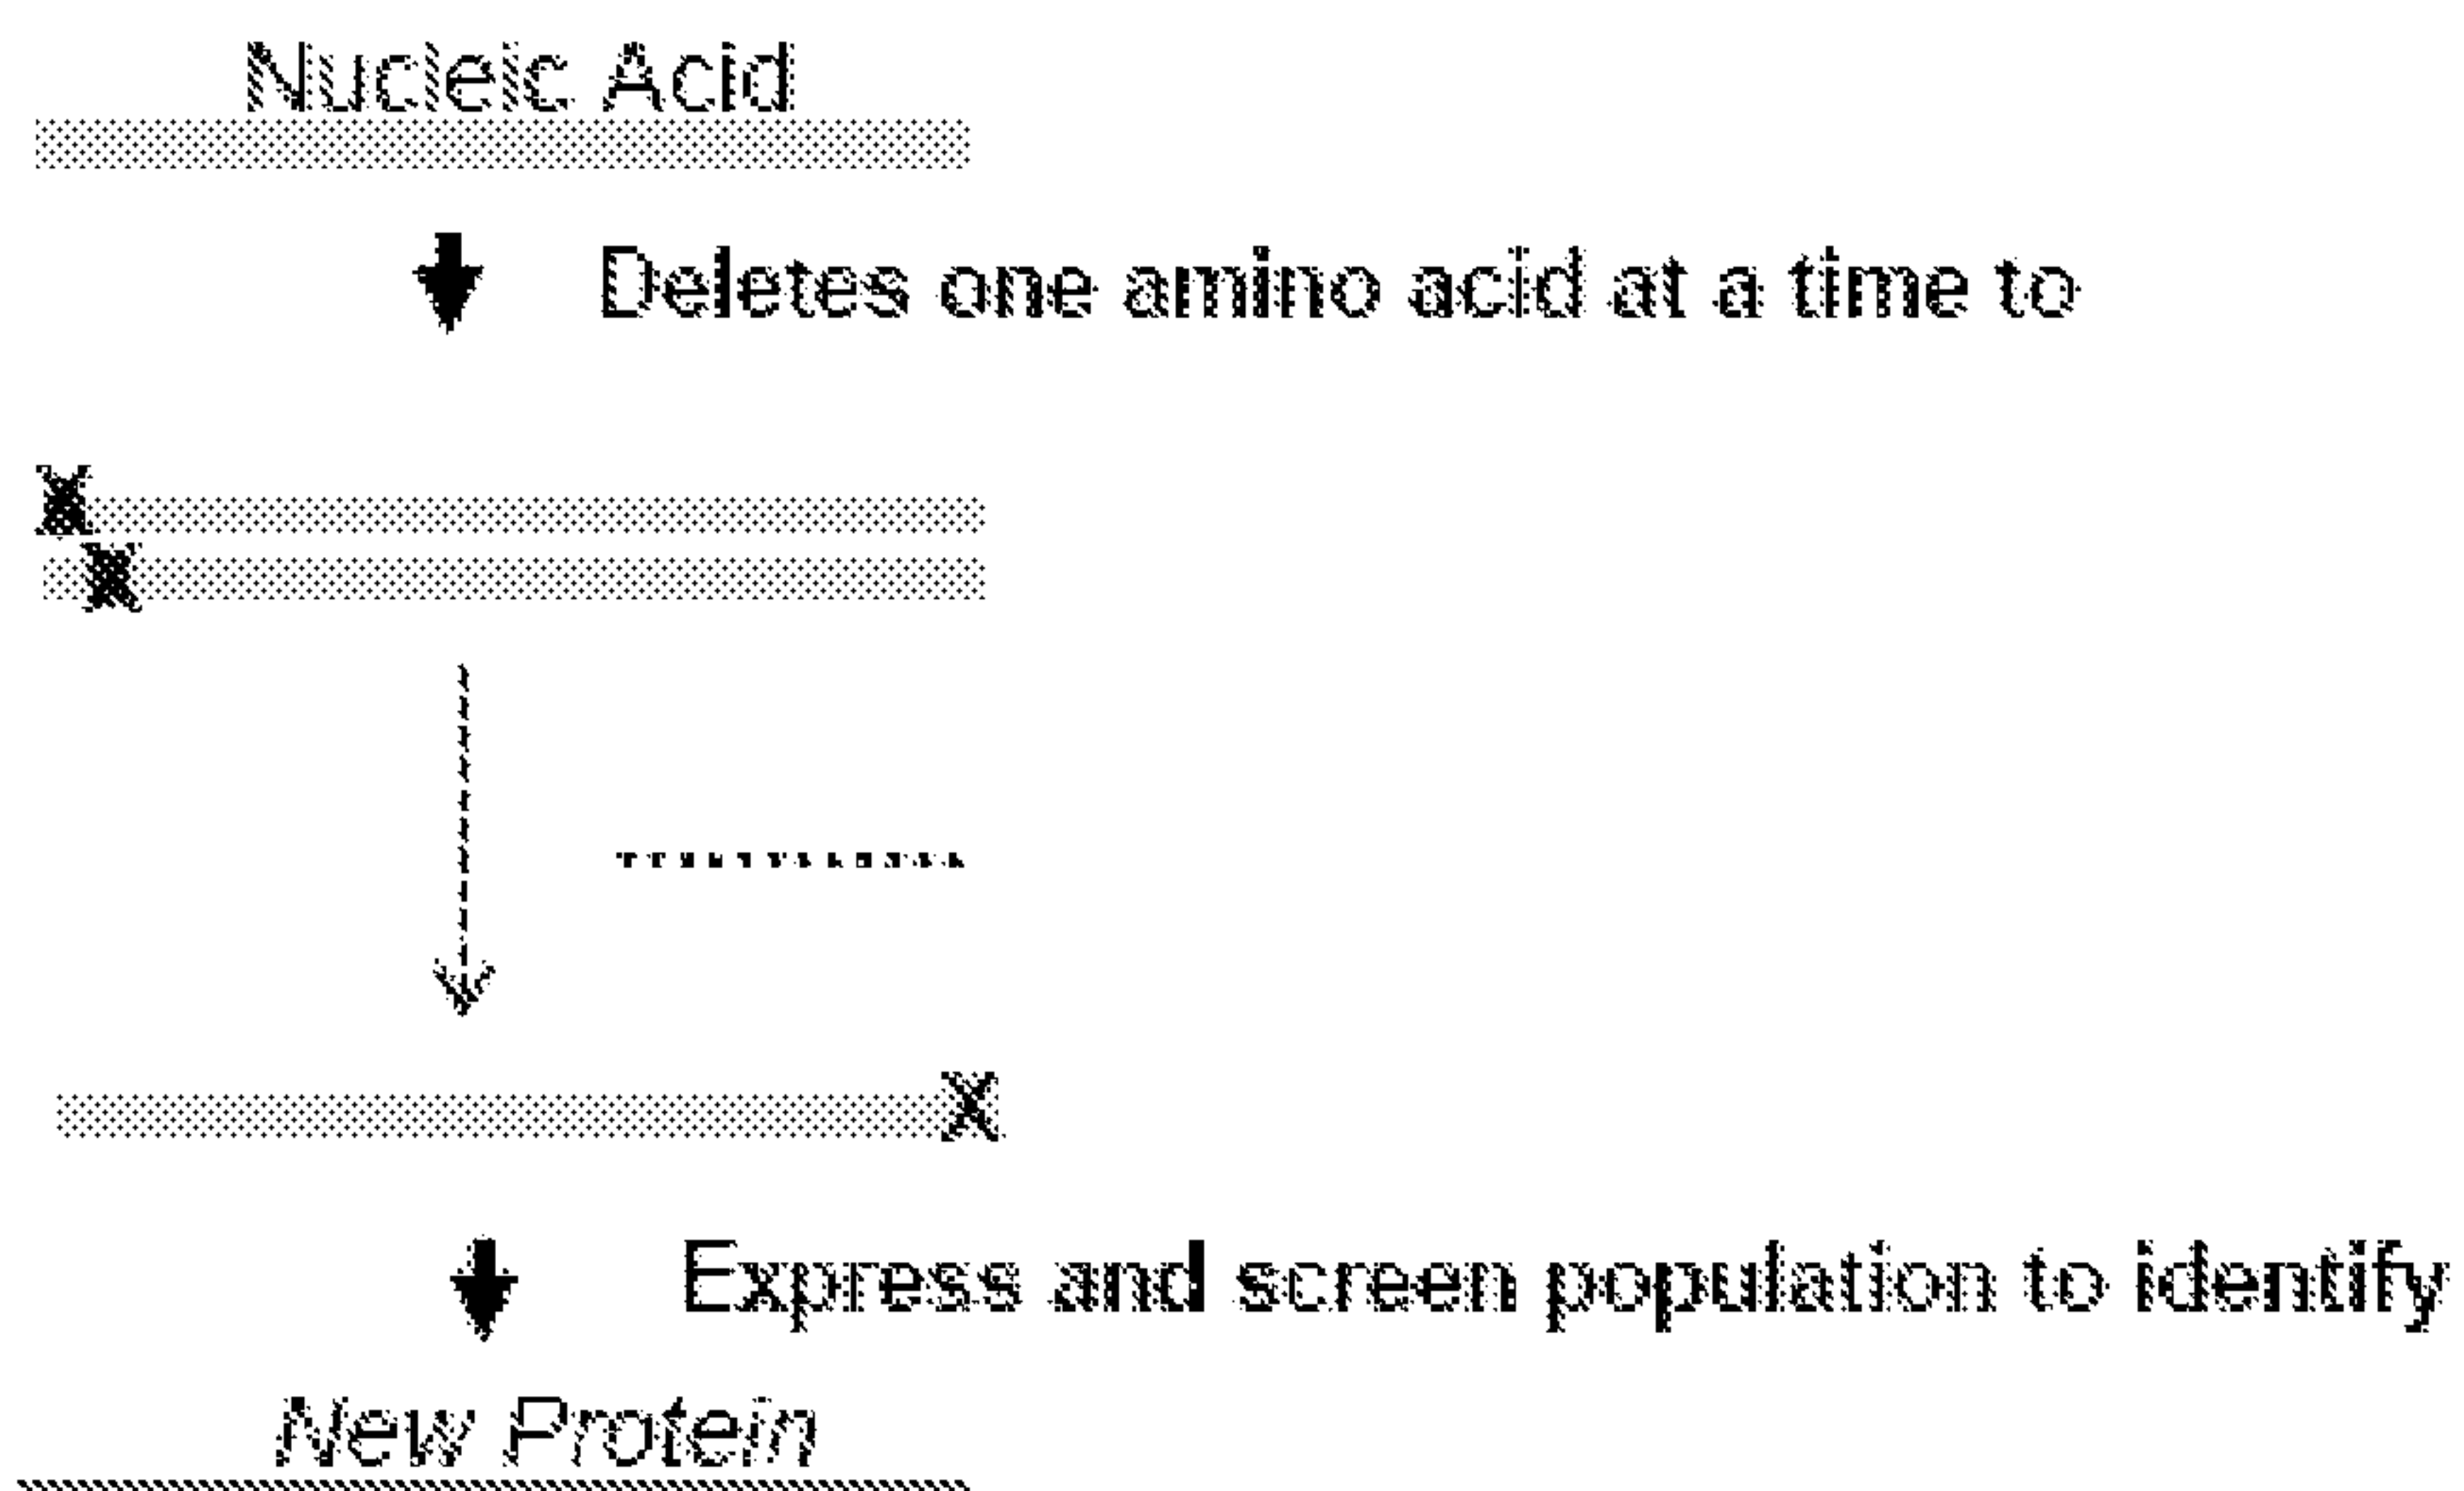 Nucleic Acid
Deletes one amino acid at a time to
X
X
X
Express and screen population to identify
New Protein